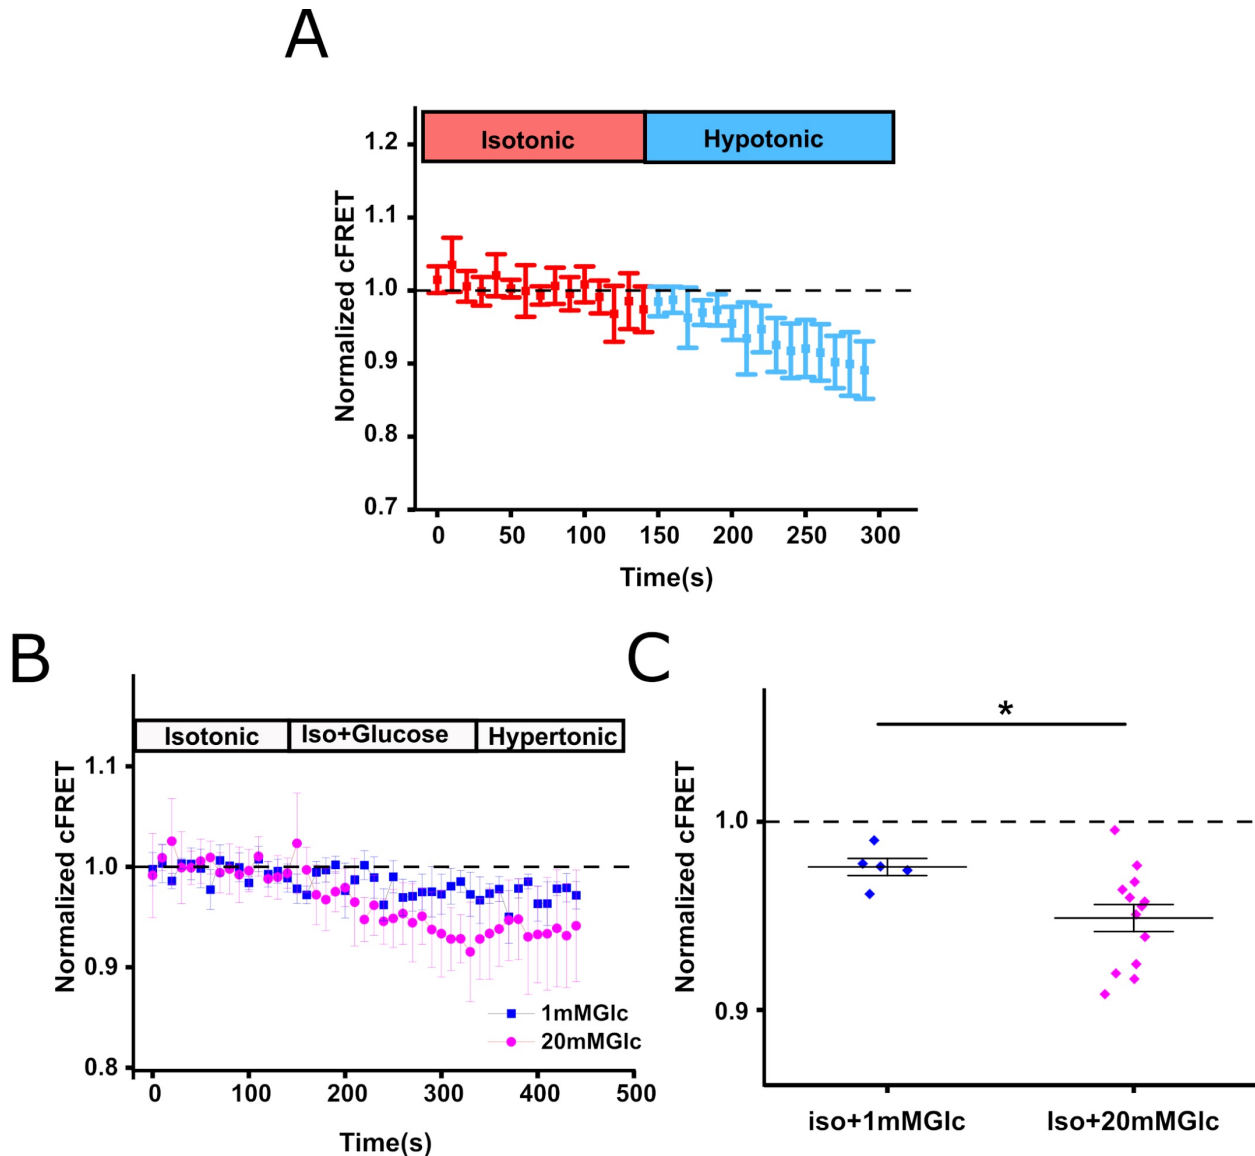 A
Isotonic Hypotonic
1.2
1.1
1.0
0.9
0.8
0.7
Normalized cFRET
0 50 100 150 200 250 300
Time(s)
B
Isotonic Iso+Glucose Hypertonic
1.1
1.0
0.9
0.8
Normalized cFRET
1mMGlc
20mMGlc
0 100 200 300 400 500
Time(s)
C
*
1.0
0.9
Normalized cFRET
iso+1mMGlc Iso+20mMGlc